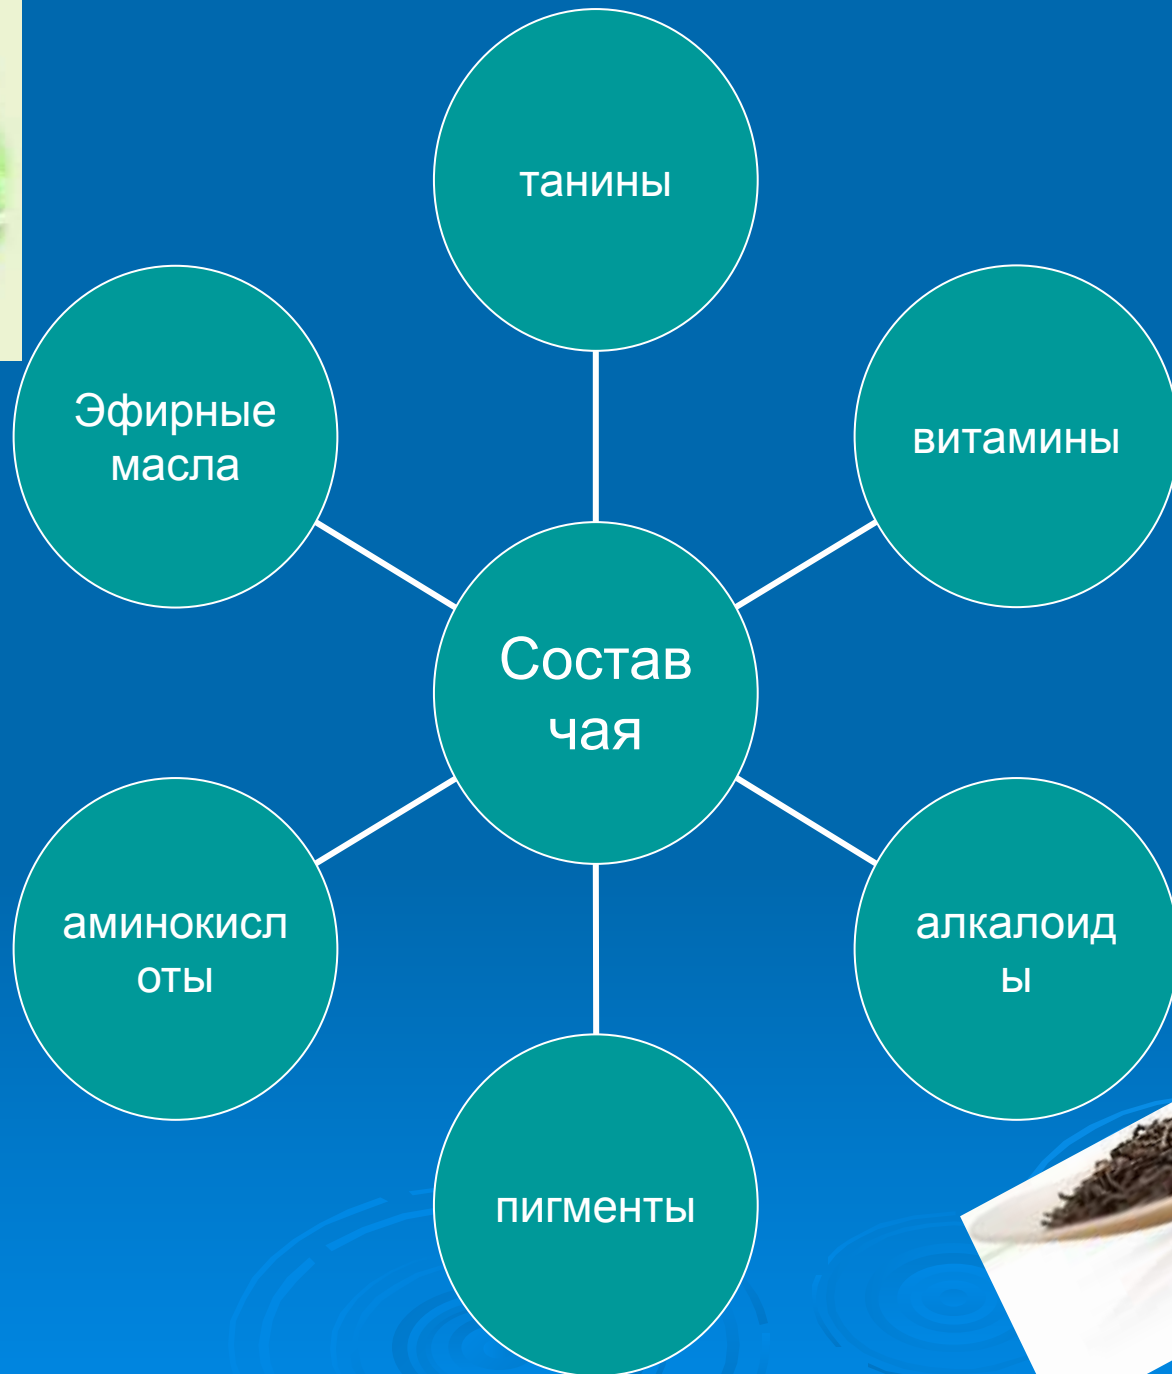 танины
Эфирные
масла
витамины
Состав
чая
аминокисл
оты
алкалоид
ы
пигменты